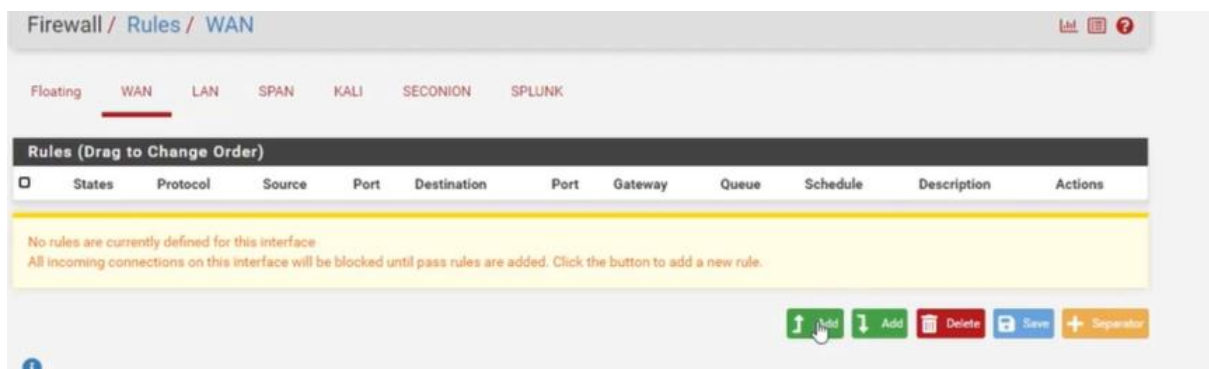 Firewall / Rules / WAN
Floating WAN LAN SPAN KALI SECONION SPLUNK
Rules (Drag to Change Order)
States Protocol Source Port Destination Port Gateway Queue Schedule Description Actions
No rules are currently defined for this interface
All incoming connections on this interface will be blocked until pass rules are added. Click the button to add a new rule.
Add Add Delete Save Separator